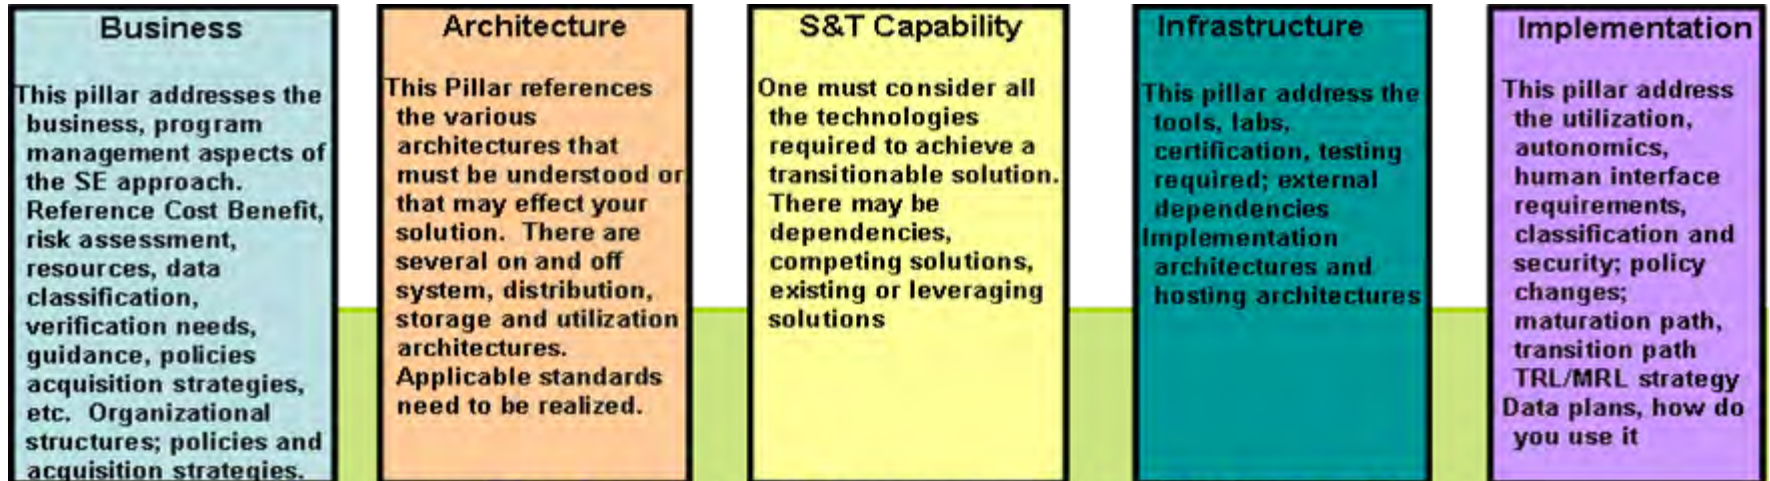 Business
This pillar addresses the
business, program
management aspects of
the SE approach.
Reference Cost Benefit,
risk assessment,
resources, data
classification,
verification needs,
guidance, policies
acquisition strategies,
etc. Organizational
structures; policies and
acquisition strategies.
Architecture
This Pillar references
the various
architectures that
must be understood or
that may effect your
solution. There are
several on and off
system, distribution,
storage and utilization
architectures.
Applicable standards
need to be realized.
S&T Capability
One must consider all
the technologies
required to achieve a
transitionable solution.
There may be
dependencies,
competing solutions,
existing or leveraging
solutions
Infrastructure
This pillar address the
tools, labs,
certification, testing
required; external
dependencies
Implementation
architectures and
hosting architectures
Implementation
This pillar address
the utilization,
autonomics,
human interface
requirements,
classification and
security; policy
changes;
maturation path,
transition path
TRL/MRL strategy
Data plans, how do
you use it